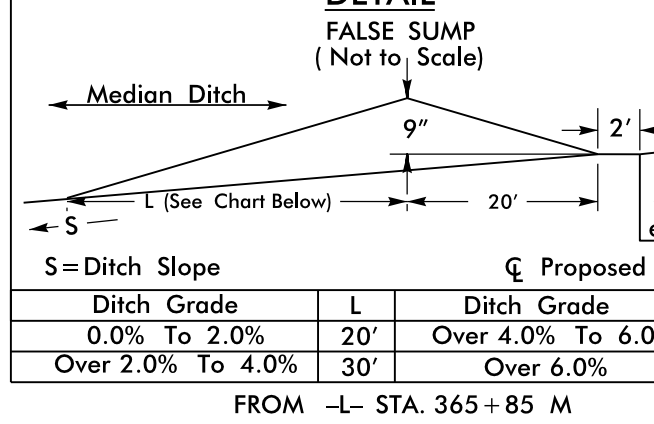 DETAIL
FALSE SUMP
( Not to Scale)
Median Ditch
9"
2'
L (See Chart Below)
20'
S
S=Ditch Slope
℄ Proposed
Ditch Grade L Ditch Grade
0.0% To 2.0% 20' Over 4.0% To 6.0
Over 2.0% To 4.0% 30' Over 6.0%
FROM -L- STA. 365+85 M